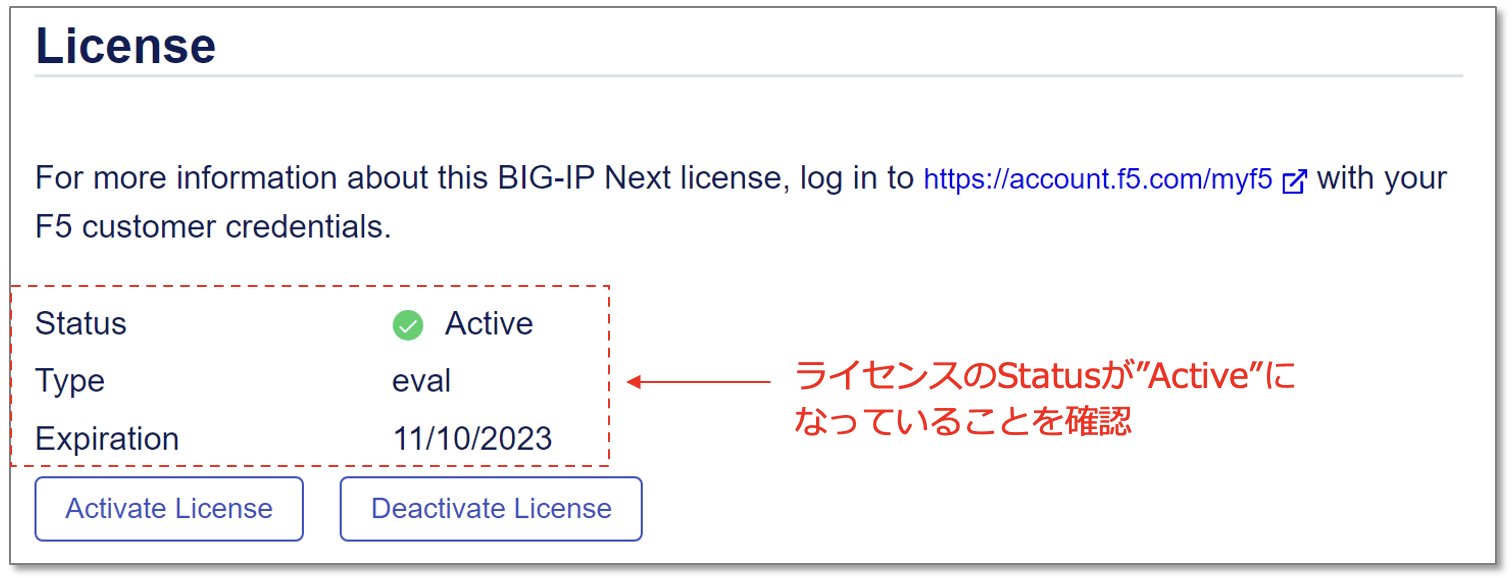 License
For more information about this BIG-IP Next license, log in to https://account.f5.com/myf5 with your
F5 customer credentials.
Status Active
Type eval
Expiration 11/10/2023
ライセンスのStatusが”Active”に
なっていることを確認
Activate License Deactivate License